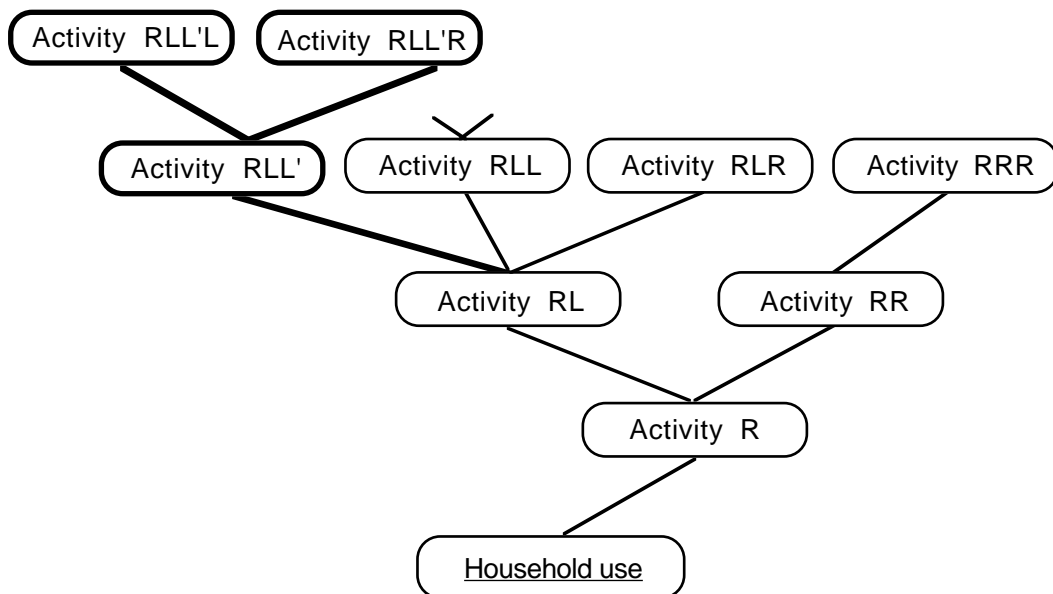 Activity RLL'L
Activity RLL'R
Activity RLL'
Activity RLL
Activity RLR
Activity RRR
Activity RL
Activity RR
Activity R
Household use